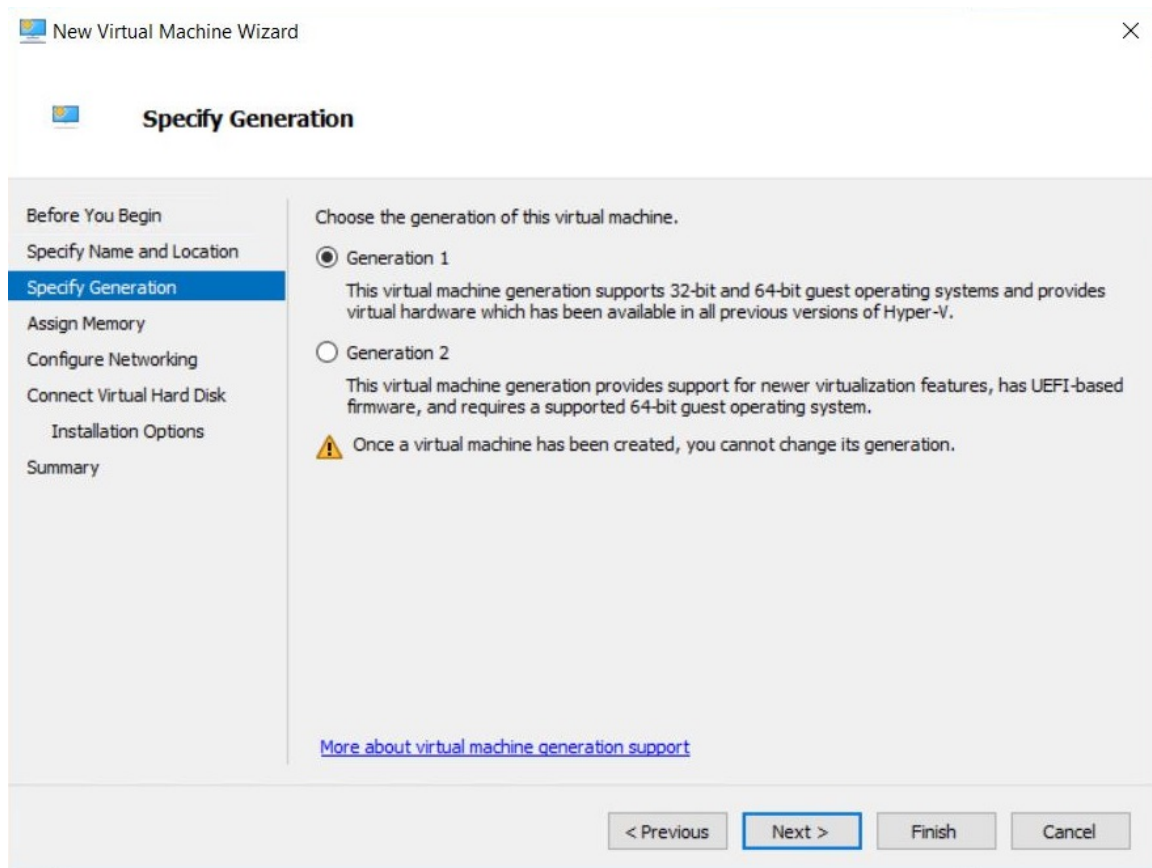 New Virtual Machine Wizard
Specify Generation
Before You Begin
Specify Name and Location
Specify Generation
Assign Memory
Configure Networking
Connect Virtual Hard Disk
Installation Options
Summary
Choose the generation of this virtual machine.
Generation 1
This virtual machine generation supports 32-bit and 64-bit guest operating systems and provides
virtual hardware which has been available in all previous versions of Hyper-V.
Generation 2
This virtual machine generation provides support for newer virtualization features, has UEFI-based
firmware, and requires a supported 64-bit guest operating system.
Once a virtual machine has been created, you cannot change its generation.
More about virtual machine generation support
< Previous
Next >
Finish
Cancel